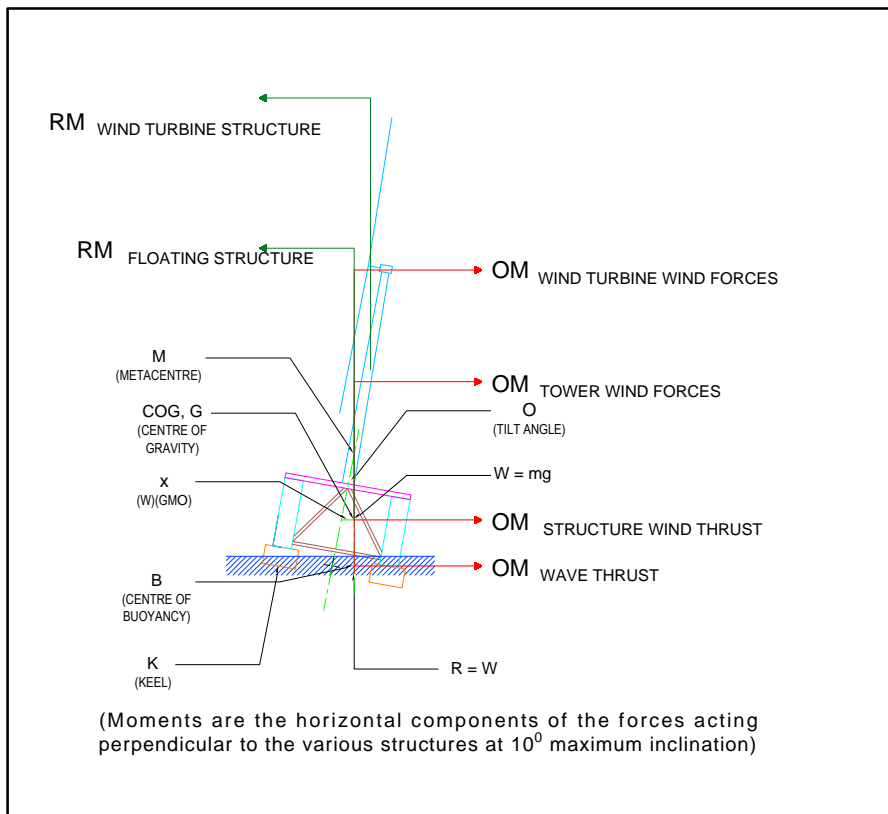 RM WIND TURBINE STRUCTURE
RM FLOATING STRUCTURE
OM WIND TURBINE WIND FORCES
M
(METACENTRE)
OM TOWER WIND FORCES
COG, G
(CENTRE OF
GRAVITY)
O
(TILT ANGLE)
x
(W)(GMO)
W = mg
OM STRUCTURE WIND THRUST
B
(CENTRE OF
BUOYANCY)
OM WAVE THRUST
K
(KEEL)
R = W
(Moments are the horizontal components of the forces acting
perpendicular to the various structures at 10⁰ maximum inclination)